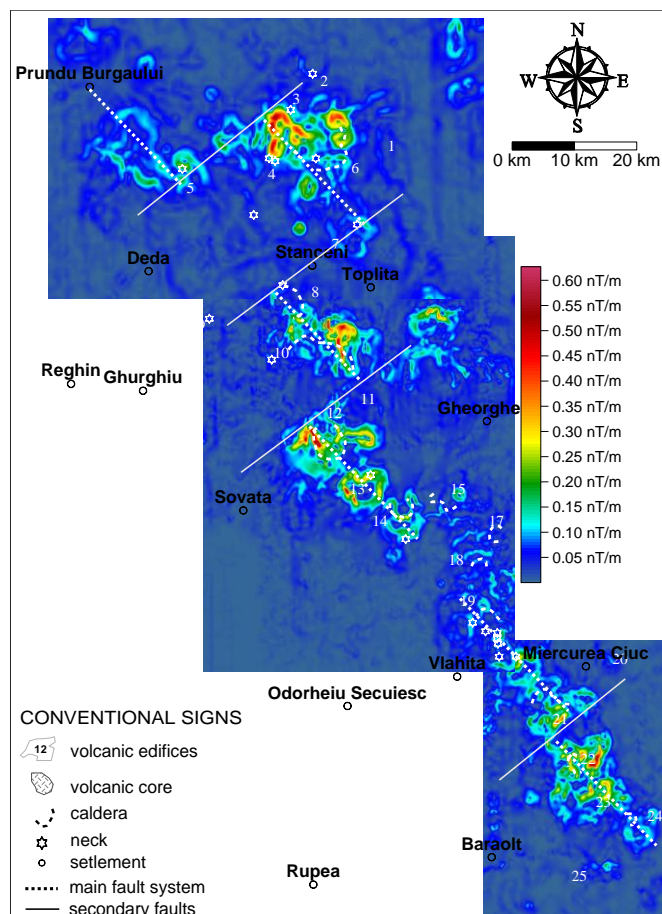 N
W E
S
0 km 10 km 20 km
Prundu Burgaului
2
3
1
4
6
5
7
Deda
Stanceni
Toplita
8
0.60 nT/m
0.55 nT/m
0.50 nT/m
0.45 nT/m
0.40 nT/m
0.35 nT/m
0.30 nT/m
0.25 nT/m
0.20 nT/m
0.15 nT/m
0.10 nT/m
0.05 nT/m
10
Reghin
Ghurghiu
11
12
Gheorghe
13
15
Sovata
14
17
18
19
Vlahita
Miercurea Ciuc
20
Odorheiu Secuiesc
21
22
23
24
Baraolt
25
Rupea
CONVENTIONAL SIGNS
12 volcanic edifices
volcanic core
caldera
neck
setlement
main fault system
secondary faults